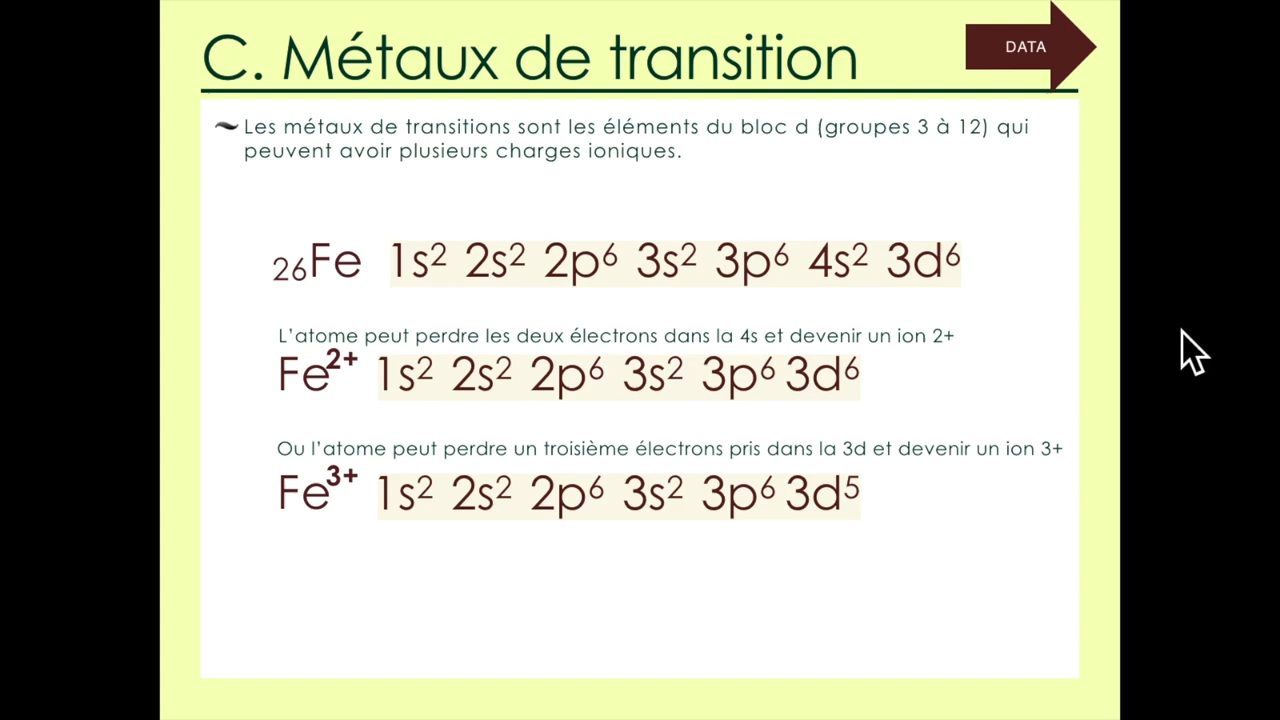 C. Métaux de transition
DATA
Les métaux de transitions sont les éléments du bloc d (groupes 3 à 12) qui
peuvent avoir plusieurs charges ioniques.
₂₆Fe 1s² 2s² 2p⁶ 3s² 3p⁶ 4s² 3d⁶
L’atome peut perdre les deux électrons dans la 4s et devenir un ion 2+
Fe²⁺ 1s² 2s² 2p⁶ 3s² 3p⁶ 3d⁶
Ou l’atome peut perdre un troisième électrons pris dans la 3d et devenir un ion 3+
Fe³⁺ 1s² 2s² 2p⁶ 3s² 3p⁶ 3d⁵